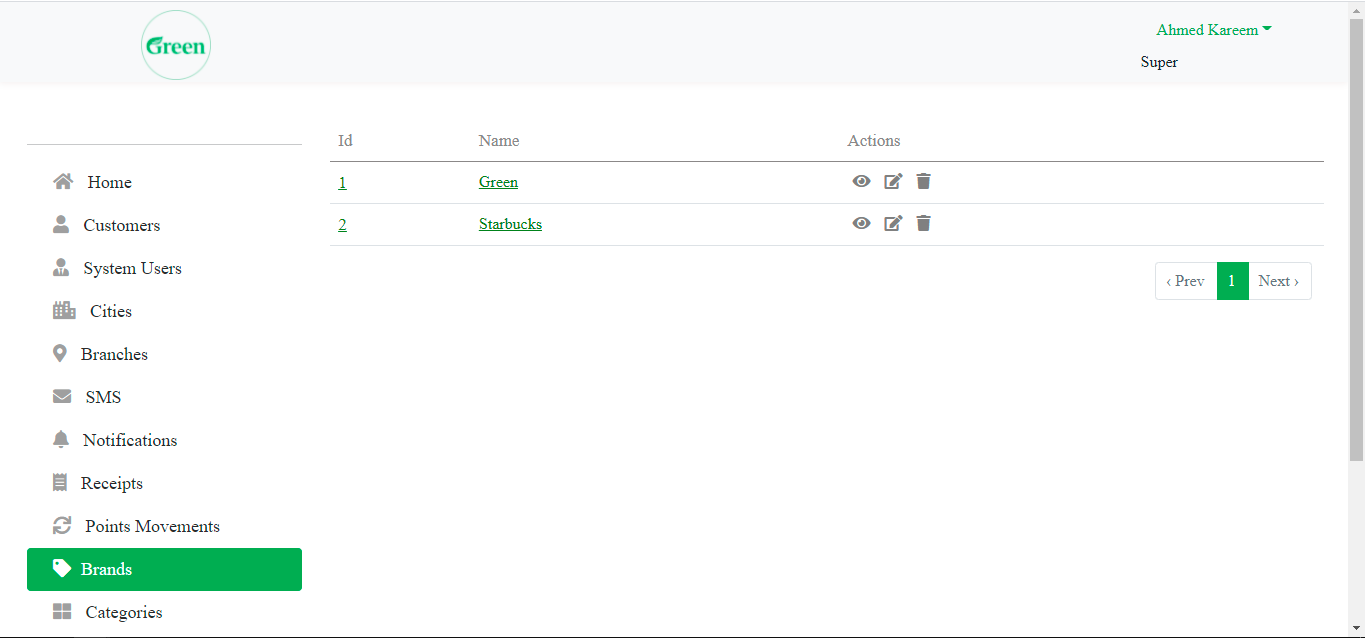 Green
Ahmed Kareem
Super
Id Name Actions
1 Green
2 Starbucks
‹ Prev 1 Next ›
Home
Customers
System Users
Cities
Branches
SMS
Notifications
Receipts
Points Movements
Brands
Categories